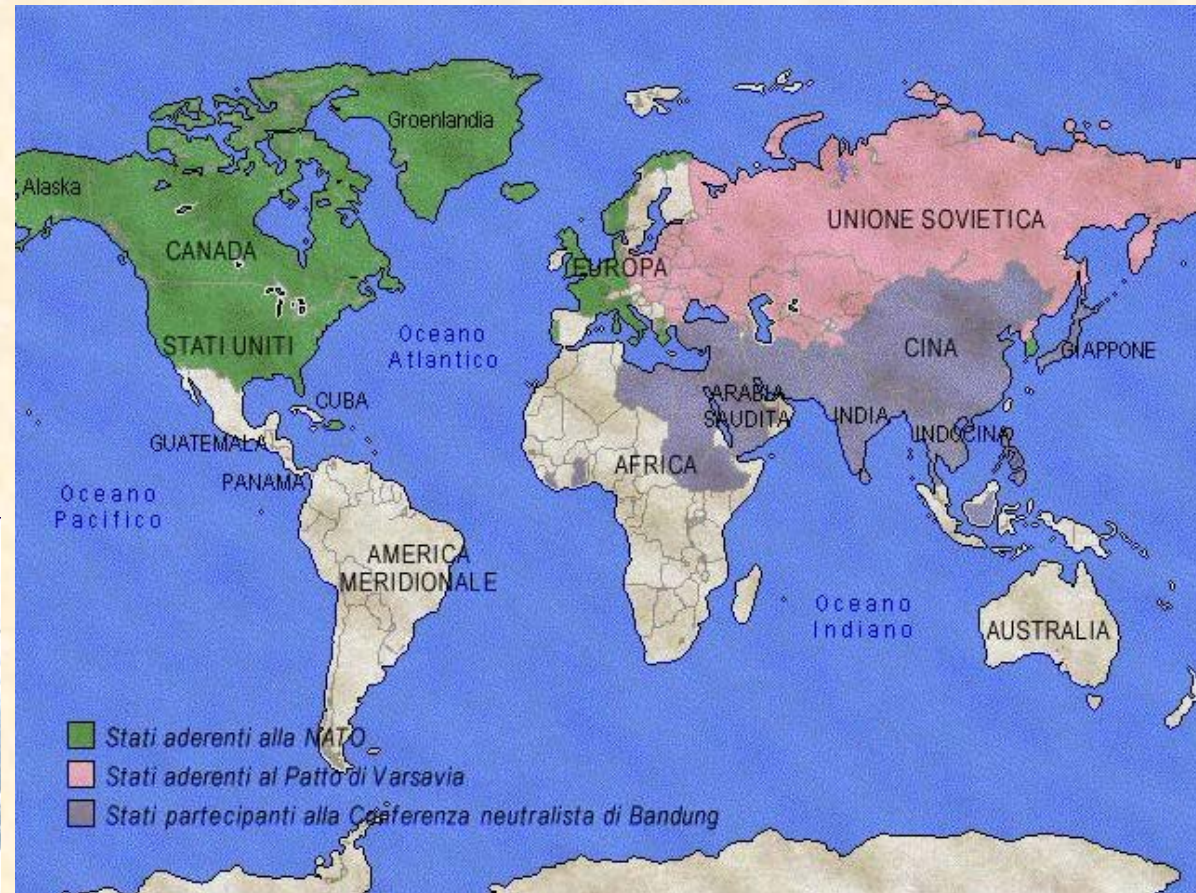 Groenlandia
Alaska
CANADA
UNIONE SOVIETICA
EUROPA
STATI UNITI
Oceano
Atlantico
CINA
GIAPPONE
CUBA
ARABIA
SAUDITA
INDIA
INDOCINA
GUATEMALA
PANAMA
AFRICA
Oceano
Pacifico
AMERICA
MERIDIONALE
Oceano
Indiano
AUSTRALIA
Stati aderenti alla NATO
Stati aderenti al Patto di Varsavia
Stati partecipanti alla Conferenza neutralista di Bandung